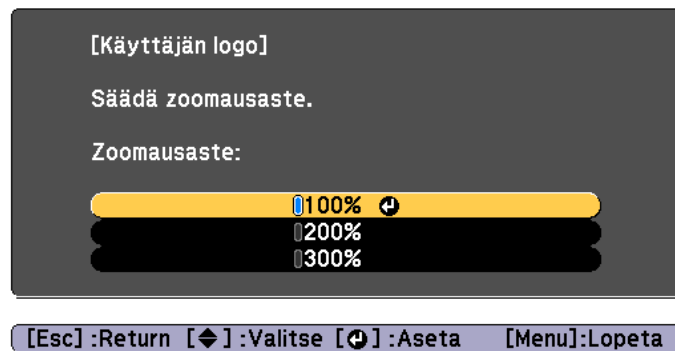 [Käyttäjän logo]
Säädä zoomausaste.
Zoomausaste:
100%
200%
300%
[Esc] :Return [◆] :Valitse [⏎] :Aseta [Menu]:Lopeta